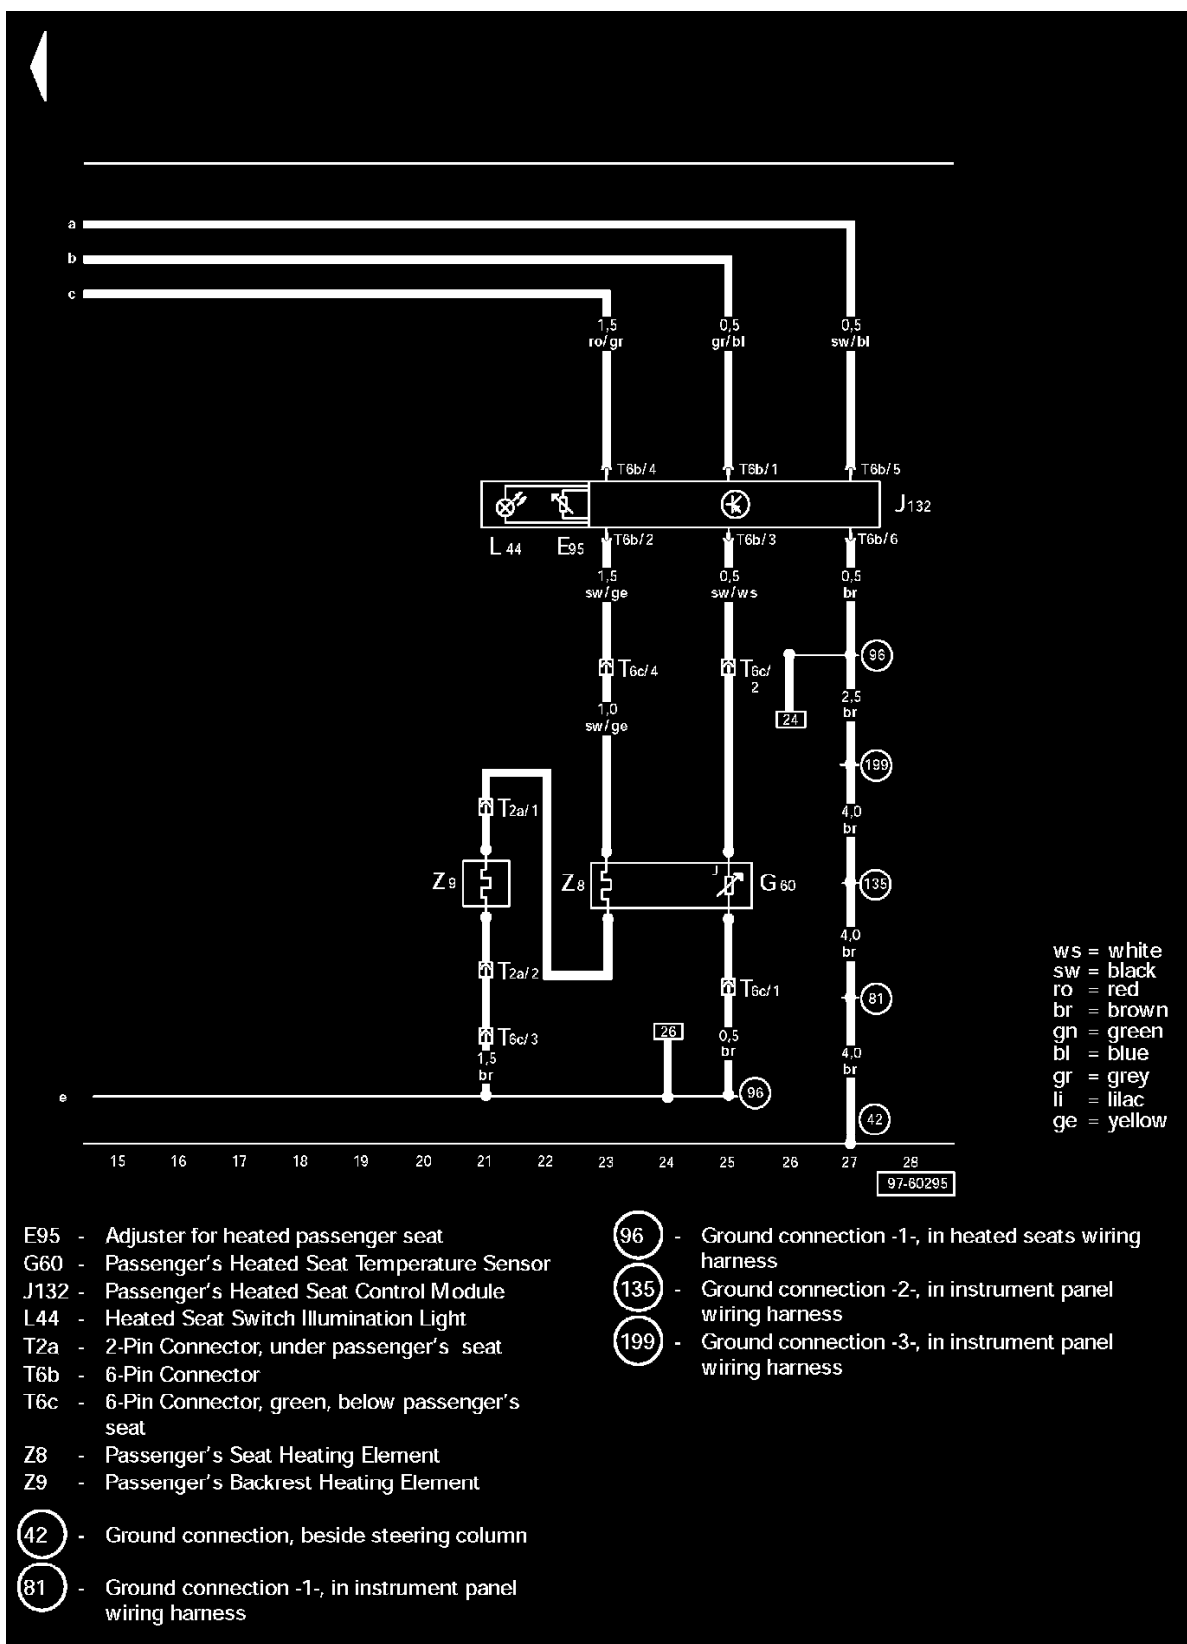 a
b
c
1,5
ro/gr
0,5
gr/bl
0,5
sw/bl
T6b/4
T6b/1
T6b/5
J132
L 44
E95
T6b/2
T6b/3
T6b/6
1,5
sw/ge
0,5
sw/ws
0,5
br
96
T6c/4
T6c/
2
24
2,5
br
1,0
sw/ge
199
T2a/1
4,0
br
Z9
Z8
J
G60
135
4,0
br
T2a/2
T6c/1
81
T6c/3
26
1,5
br
0,5
br
4,0
br
e
96
42
15 16 17 18 19 20 21 22 23 24 25 26 27 28
97-60295
ws = white
sw = black
ro = red
br = brown
gn = green
bl = blue
gr = grey
li = lilac
ge = yellow
E95 - Adjuster for heated passenger seat
G60 - Passenger's Heated Seat Temperature Sensor
J132 - Passenger's Heated Seat Control Module
L44 - Heated Seat Switch Illumination Light
T2a - 2-Pin Connector, under passenger's seat
T6b - 6-Pin Connector
T6c - 6-Pin Connector, green, below passenger's
seat
Z8 - Passenger's Seat Heating Element
Z9 - Passenger's Backrest Heating Element
42 - Ground connection, beside steering column
81 - Ground connection -1-, in instrument panel
wiring harness
96 - Ground connection -1-, in heated seats wiring
harness
135 - Ground connection -2-, in instrument panel
wiring harness
199 - Ground connection -3-, in instrument panel
wiring harness